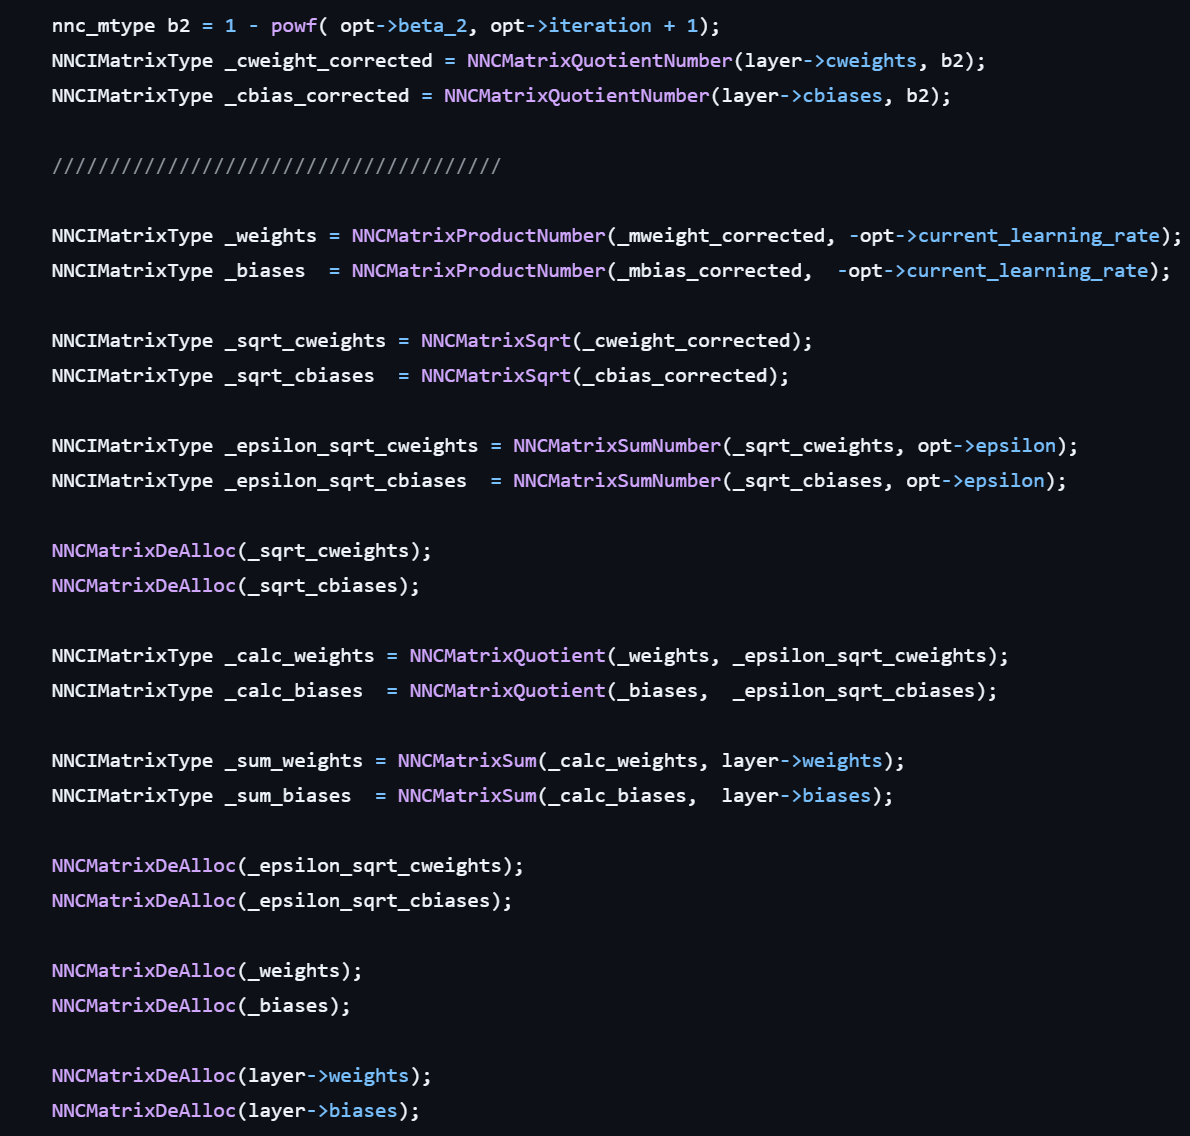 nnc_mtype b2 = 1 - powf( opt->beta_2, opt->iteration + 1);
NNCIMatrixType _cweight_corrected = NNCMatrixQuotientNumber(layer->cweights, b2);
NNCIMatrixType _cbias_corrected = NNCMatrixQuotientNumber(layer->cbiases, b2);
///////////////////////////////////////
NNCIMatrixType _weights = NNCMatrixProductNumber(_mweight_corrected, -opt->current_learning_rate);
NNCIMatrixType _biases  = NNCMatrixProductNumber(_mbias_corrected,  -opt->current_learning_rate);
NNCIMatrixType _sqrt_cweights = NNCMatrixSqrt(_cweight_corrected);
NNCIMatrixType _sqrt_cbiases  = NNCMatrixSqrt(_cbias_corrected);
NNCIMatrixType _epsilon_sqrt_cweights = NNCMatrixSumNumber(_sqrt_cweights, opt->epsilon);
NNCIMatrixType _epsilon_sqrt_cbiases  = NNCMatrixSumNumber(_sqrt_cbiases, opt->epsilon);
NNCMatrixDeAlloc(_sqrt_cweights);
NNCMatrixDeAlloc(_sqrt_cbiases);
NNCIMatrixType _calc_weights = NNCMatrixQuotient(_weights, _epsilon_sqrt_cweights);
NNCIMatrixType _calc_biases  = NNCMatrixQuotient(_biases,  _epsilon_sqrt_cbiases);
NNCIMatrixType _sum_weights = NNCMatrixSum(_calc_weights, layer->weights);
NNCIMatrixType _sum_biases  = NNCMatrixSum(_calc_biases,  layer->biases);
NNCMatrixDeAlloc(_epsilon_sqrt_cweights);
NNCMatrixDeAlloc(_epsilon_sqrt_cbiases);
NNCMatrixDeAlloc(_weights);
NNCMatrixDeAlloc(_biases);
NNCMatrixDeAlloc(layer->weights);
NNCMatrixDeAlloc(layer->biases);